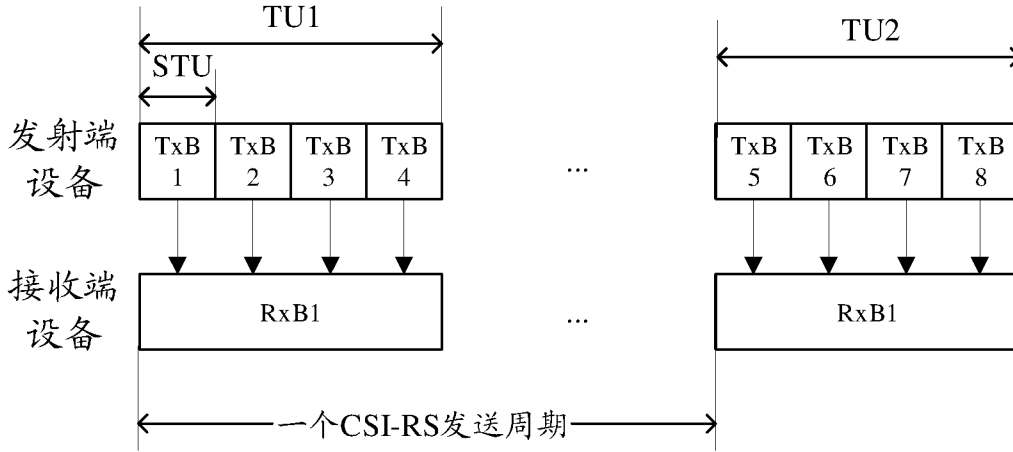 TU1
TU2
STU
发射端
设备
TxB
1
TxB
2
TxB
3
TxB
4
...
TxB
5
TxB
6
TxB
7
TxB
8
接收端
设备
RxB1
...
RxB1
一个CSI-RS发送周期